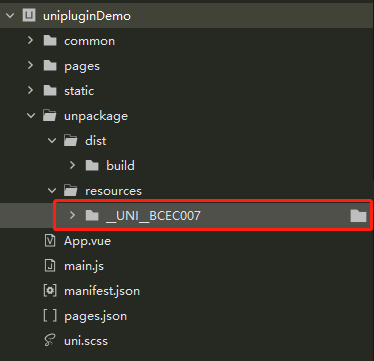 unipluginDemo
common
pages
static
unpackage
dist
build
resources
__UNI__BCEC007
App.vue
main.js
manifest.json
pages.json
uni.scss